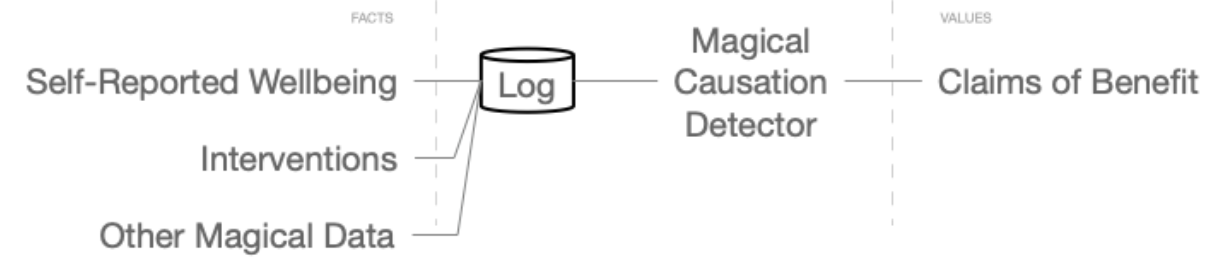 FACTS
VALUES
Self-Reported Wellbeing
Log
Magical
Causation
Detector
Claims of Benefit
Interventions
Other Magical Data